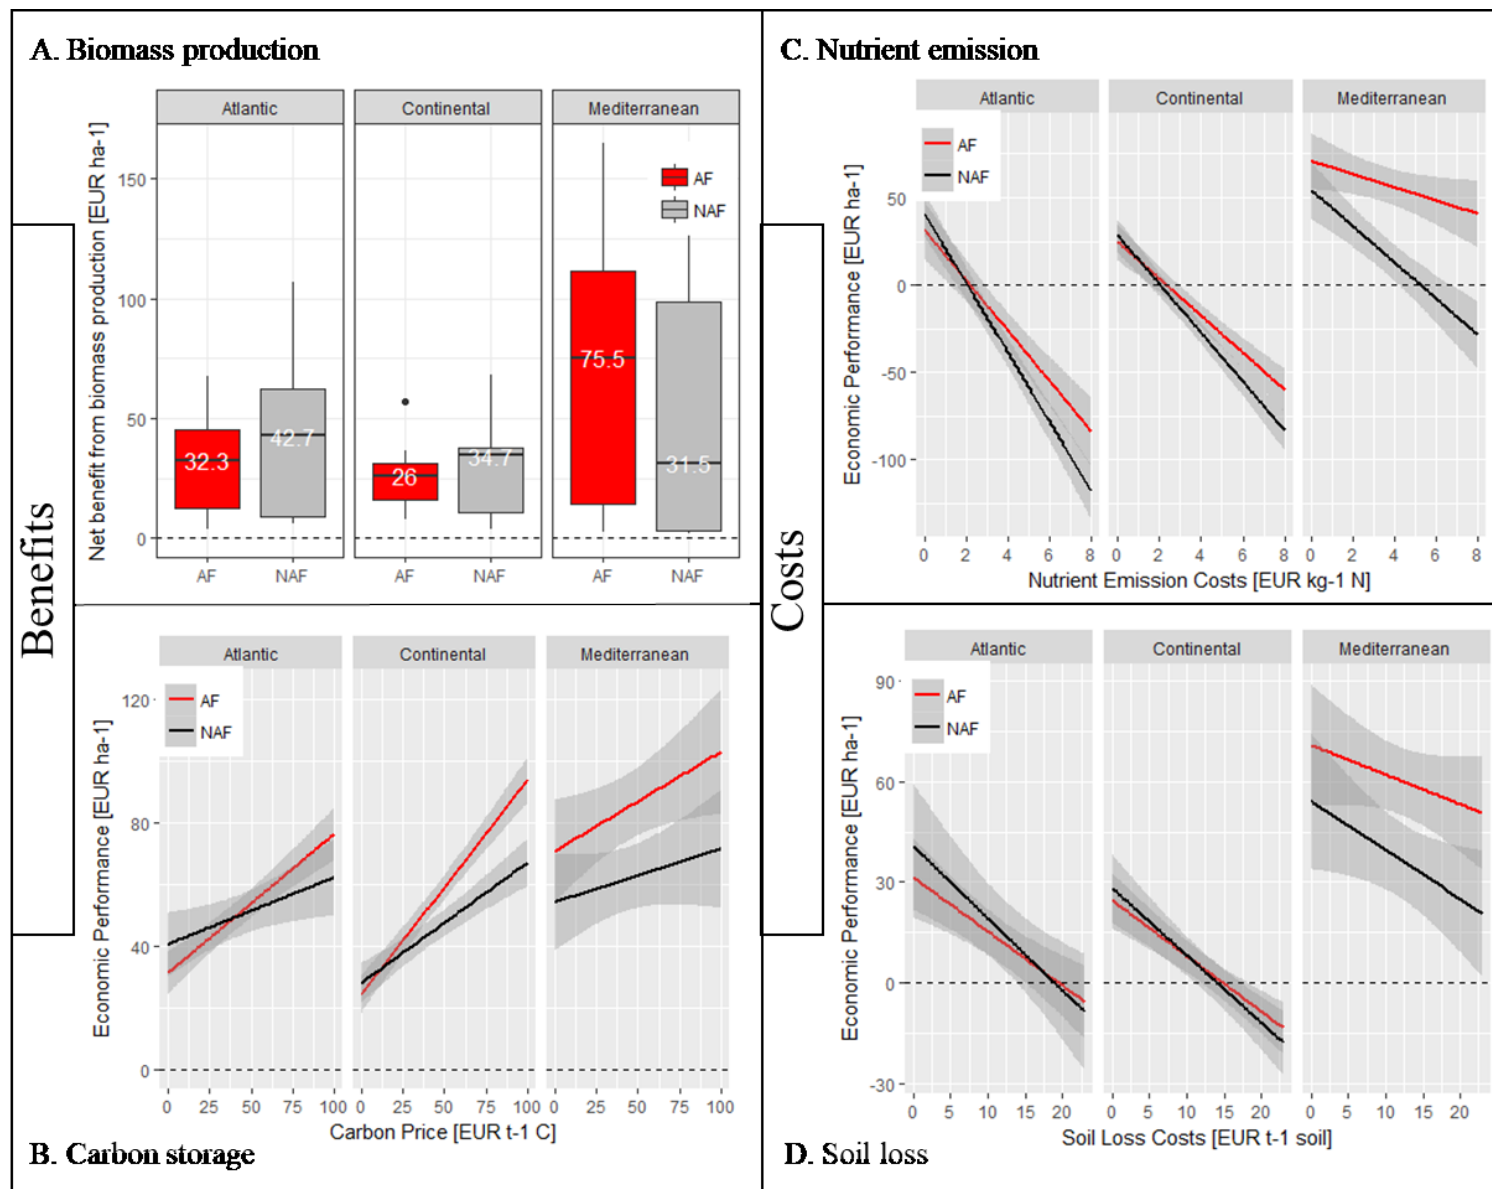 A. Biomass production
Atlantic Continental Mediterranean
Net benefit from biomass production [EUR ha-1]
150
100
50
0
AF
NAF
32.3
42.7
26
34.7
75.5
31.5
AF NAF AF NAF AF NAF
C. Nutrient emission
Atlantic Continental Mediterranean
Economic Performance [EUR ha-1]
AF
NAF
50
0
-50
-100
0 2 4 6 8 0 2 4 6 8 0 2 4 6 8
Nutrient Emission Costs [EUR kg-1 N]
Benefits
Costs
Atlantic Continental Mediterranean
Economic Performance [EUR ha-1]
AF
NAF
120
80
40
0
0 25 50 75 100 0 25 50 75 100 0 25 50 75 100
Carbon Price [EUR t-1 C]
B. Carbon storage
Atlantic Continental Mediterranean
Economic Performance [EUR ha-1]
AF
NAF
90
60
30
0
-30
0 5 10 15 20 0 5 10 15 20 0 5 10 15 20
Soil Loss Costs [EUR t-1 soil]
D. Soil loss